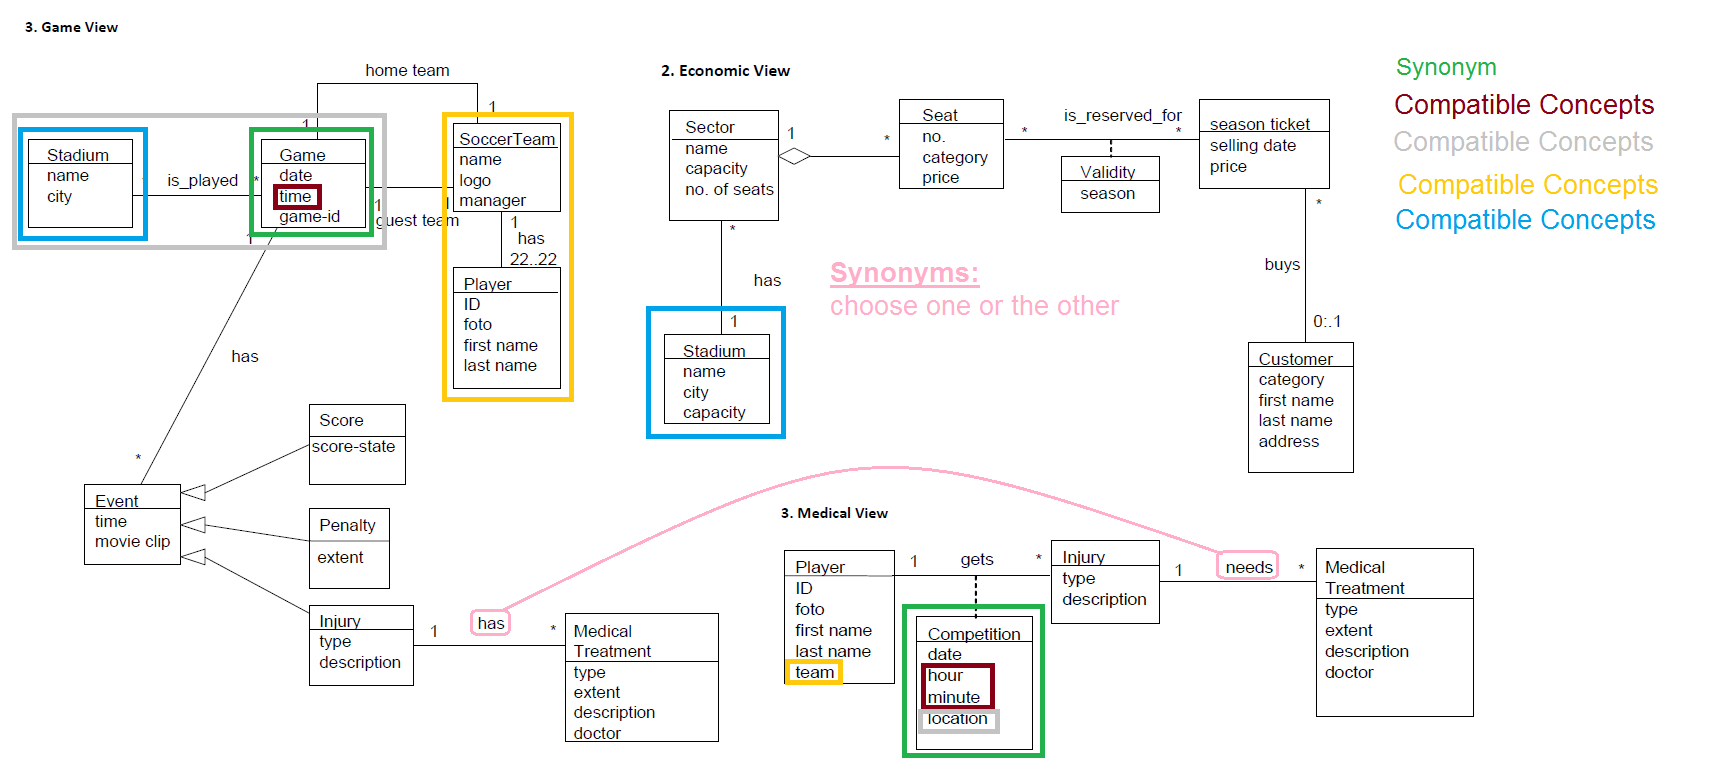 3. Game View
home team
1
1
Stadium
name
city
is_played
*
Game
date
time
game-id
1
1
guest team
1
SoccerTeam
name
logo
manager
1
has
22..22
Player
ID
foto
first name
last name
has
*
Score
score-state
Event
time
movie clip
Penalty
extent
Injury
type
description
1
has
*
Medical
Treatment
type
extent
description
doctor
2. Economic View
Sector
name
capacity
no. of seats
1
*
Seat
no.
category
price
*
is_reserved_for
*
Validity
season
season ticket
selling date
price
*
buys
0:..1
Customer
category
first name
last name
address
*
has
1
Stadium
name
city
capacity
Synonyms:
choose one or the other
Synonym
Compatible Concepts
Compatible Concepts
Compatible Concepts
Compatible Concepts
3. Medical View
Player
ID
foto
first name
last name
team
1
gets
*
Competition
date
hour
minute
location
Injury
type
description
1
needs
*
Medical
Treatment
type
extent
description
doctor